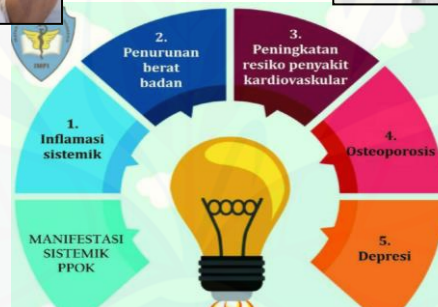 IMPI
MANIFESTASI
SISTEMIK
PPOK
1.
Inflamasi
sistemik
2.
Penurunan
berat
badan
3.
Peningkatan
resiko penyakit
kardiovaskular
4.
Osteoporosis
5.
Depresi